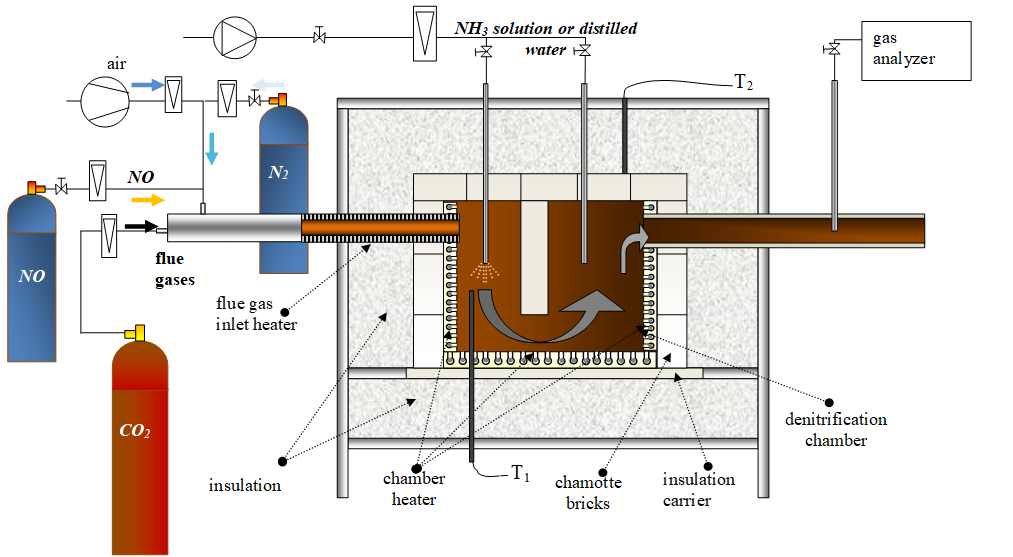 NH3 solution or distilled
water
gas
analyzer
air
T2
N2
NO
flue
gases
NO
flue gas
inlet heater
CO2
denitrification
chamber
insulation
chamber
heater
T1
chamotte
bricks
insulation
carrier